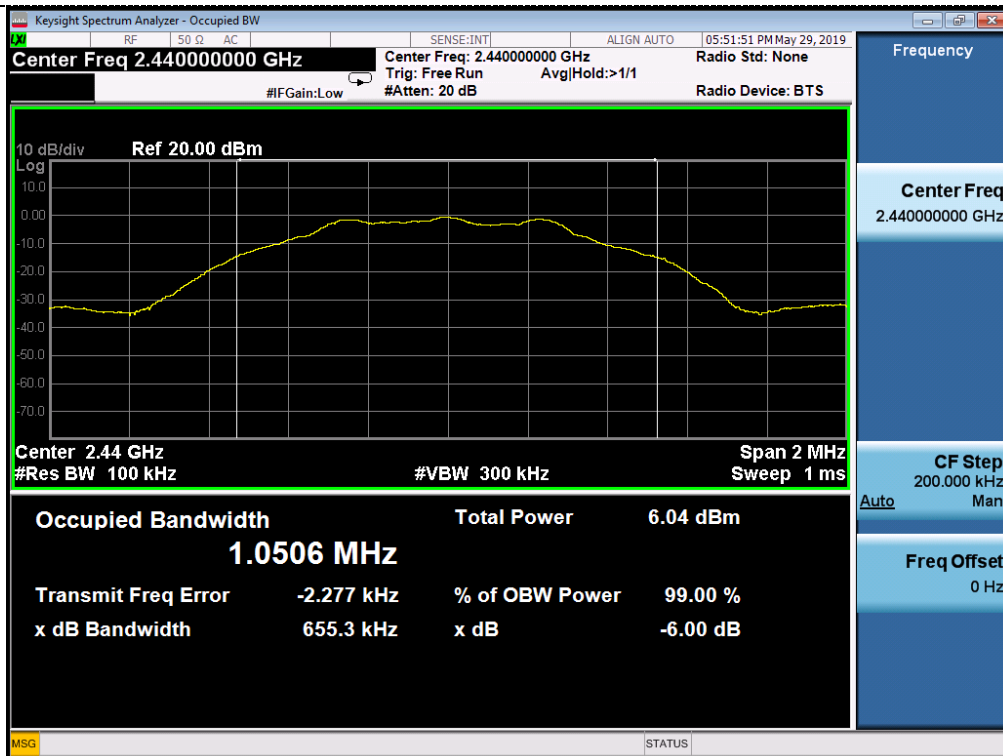 Keysight Spectrum Analyzer - Occupied BW
LXI RF 50 Ω AC SENSE:INT ALIGN AUTO 05:51:51 PM May 29, 2019
Center Freq 2.440000000 GHz
Center Freq: 2.440000000 GHz
Radio Std: None
Trig: Free Run Avg|Hold:>1/1
#IFGain:Low
#Atten: 20 dB
Radio Device: BTS
10 dB/div Ref 20.00 dBm
Log
10.0
0.00
-10.0
-20.0
-30.0
-40.0
-50.0
-60.0
-70.0
Center 2.44 GHz Span 2 MHz
#Res BW 100 kHz #VBW 300 kHz Sweep 1 ms
Occupied Bandwidth Total Power 6.04 dBm
1.0506 MHz
Transmit Freq Error -2.277 kHz % of OBW Power 99.00 %
x dB Bandwidth 655.3 kHz x dB -6.00 dB
Frequency
Center Freq
2.440000000 GHz
CF Step
200.000 kHz
Auto Man
Freq Offset
0 Hz
MSG STATUS